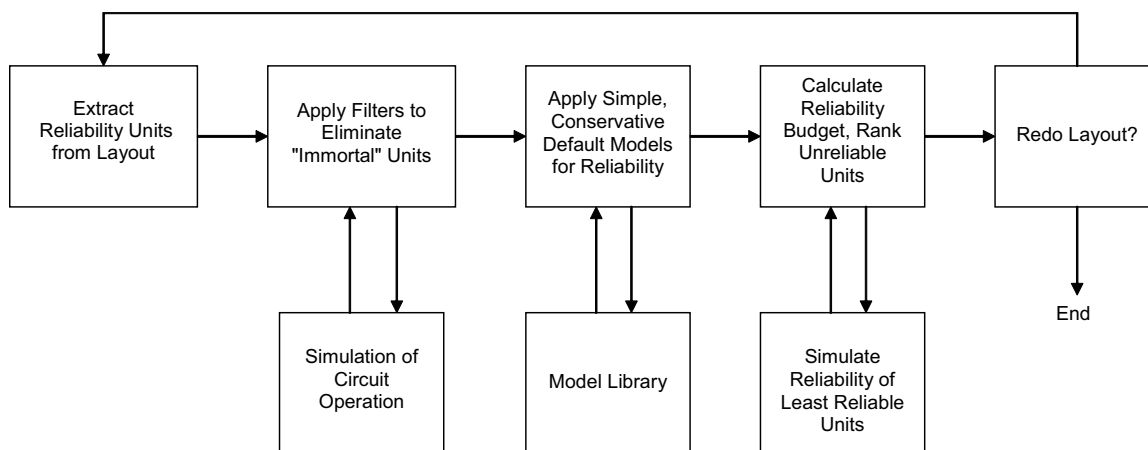 Extract
Reliability Units
from Layout
Apply Filters to
Eliminate
"Immortal" Units
Apply Simple,
Conservative
Default Models
for Reliability
Calculate
Reliability
Budget, Rank
Unreliable
Units
Redo Layout?
Simulation of
Circuit
Operation
Model Library
Simulate
Reliability of
Least Reliable
Units
End